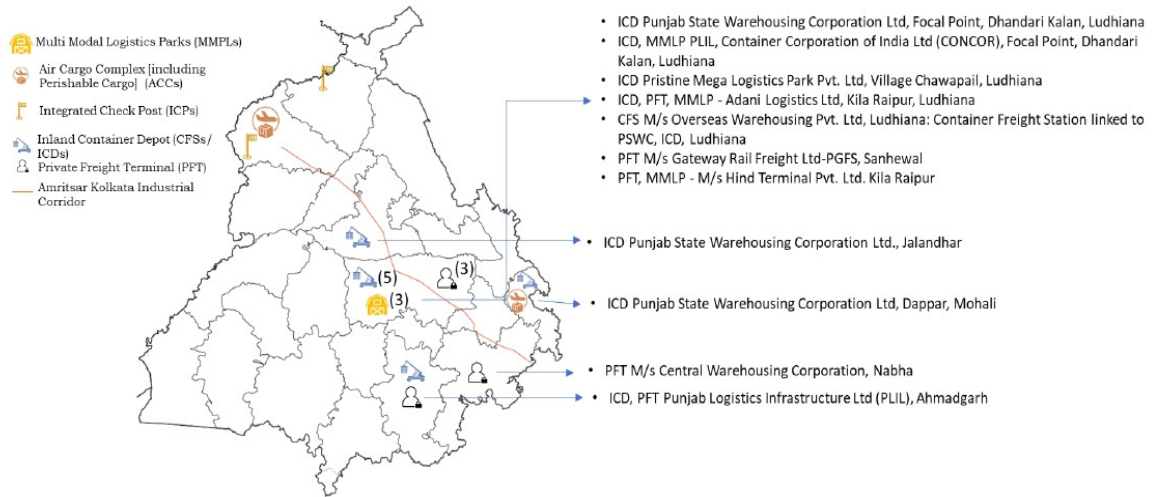 Multi Modal Logistics Parks (MMPLs)
Air Cargo Complex [including
Perishable Cargo] (ACCs)
Integrated Check Post (ICPs)
Inland Container Depot (CFSs/
ICDs)
Private Freight Terminal (PFT)
Amritsar Kolkata Industrial
Corridor
(5)
(3)
(3)
• ICD Punjab State Warehousing Corporation Ltd, Focal Point, Dhandari Kalan, Ludhiana
• ICD, MMLP PLIL, Container Corporation of India Ltd (CONCOR), Focal Point, Dhandari
Kalan, Ludhiana
• ICD Pristine Mega Logistics Park Pvt. Ltd, Village Chawapail, Ludhiana
• ICD, PFT, MMLP - Adani Logistics Ltd, Kila Raipur, Ludhiana
• CFS M/s Overseas Warehousing Pvt. Ltd, Ludhiana: Container Freight Station linked to
PSWC, ICD, Ludhiana
• PFT M/s Gateway Rail Freight Ltd-PGFS, Sanhewal
• PFT, MMLP - M/s Hind Terminal Pvt. Ltd. Kila Raipur
• ICD Punjab State Warehousing Corporation Ltd., Jalandhar
• ICD Punjab State Warehousing Corporation Ltd, Dappar, Mohali
• PFT M/s Central Warehousing Corporation, Nabha
• ICD, PFT Punjab Logistics Infrastructure Ltd (PLIL), Ahmadgarh